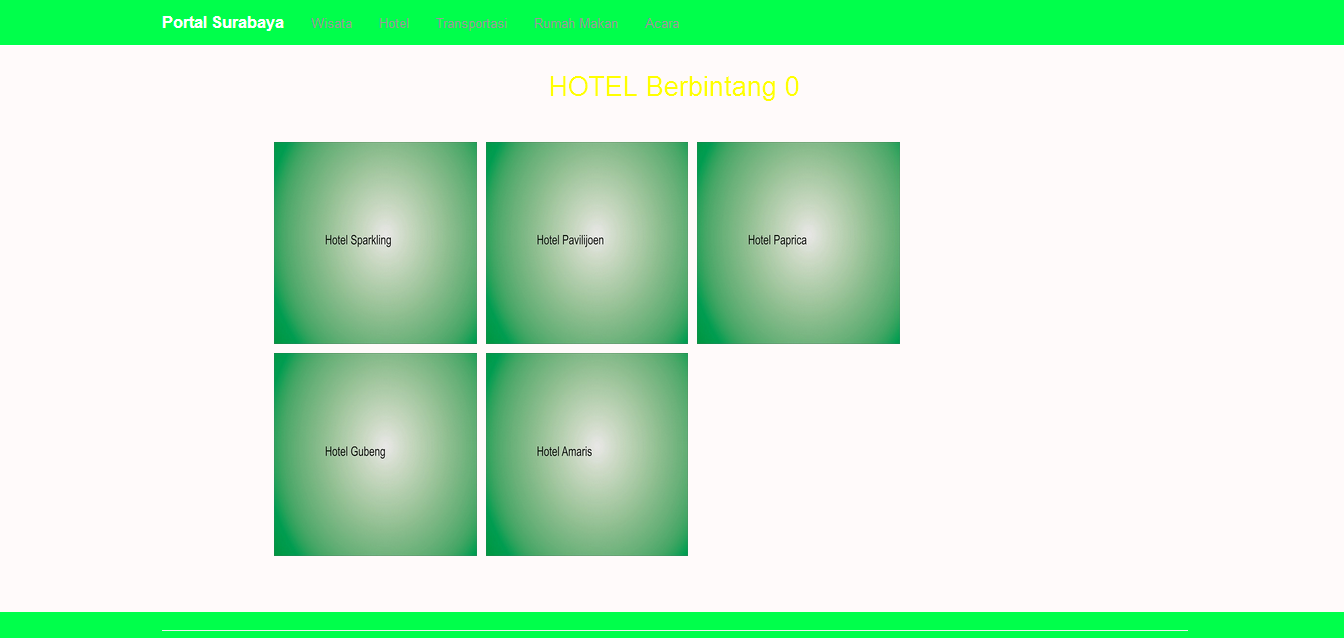 Portal Surabaya Wisata Hotel Transportasi Rumah Makan Acara
HOTEL Berbintang 0
Hotel Sparkling Hotel Pavilijoen Hotel Paprica
Hotel Gubeng Hotel Amaris